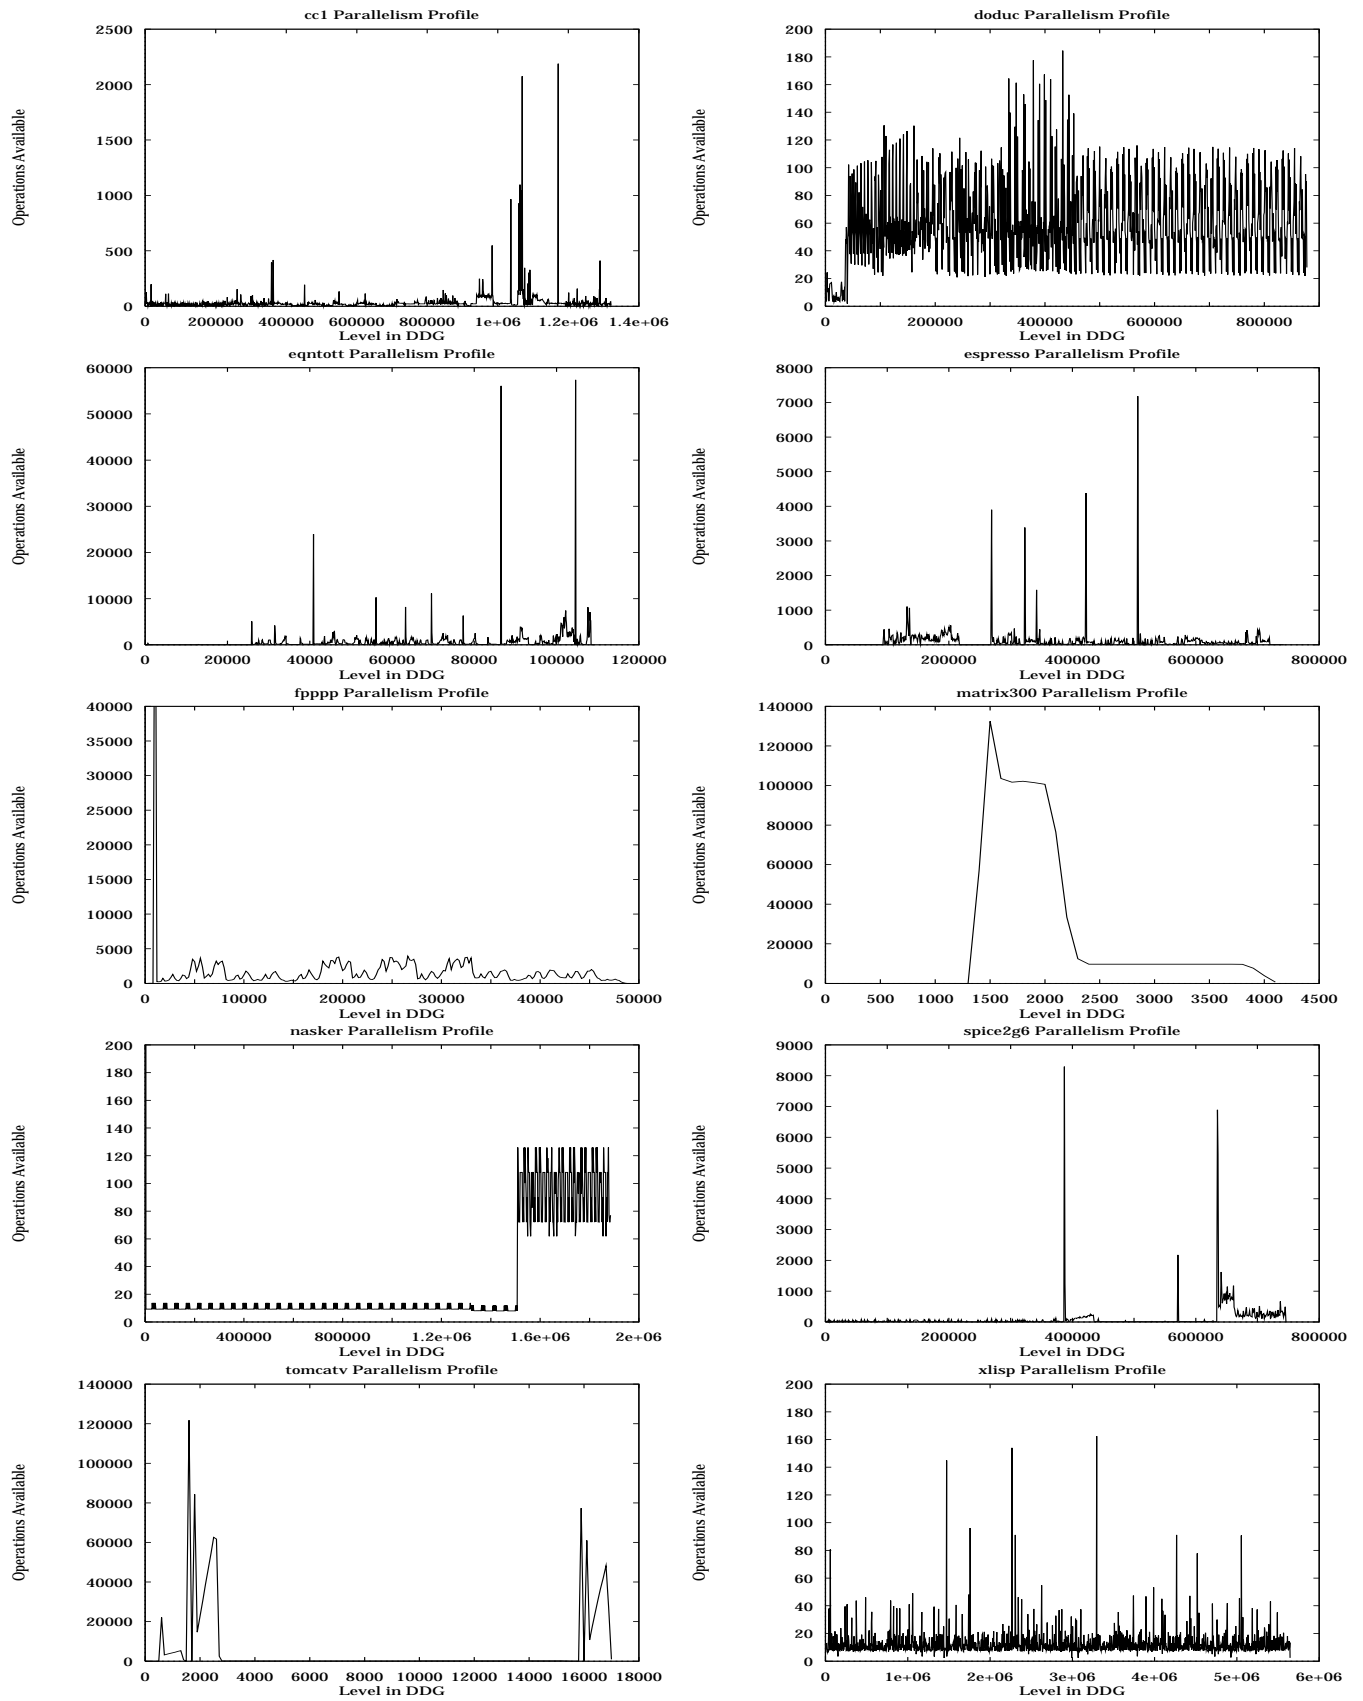 cc1 Parallelism Profile
Operations Available
2500
2000
1500
1000
500
0
0 200000 400000 600000 800000 1e+06 1.2e+06 1.4e+06
Level in DDG
doduc Parallelism Profile
Operations Available
200
180
160
140
120
100
80
60
40
20
0
0 200000 400000 600000 800000
Level in DDG
eqntott Parallelism Profile
Operations Available
60000
50000
40000
30000
20000
10000
0
0 20000 40000 60000 80000 100000 120000
Level in DDG
espresso Parallelism Profile
Operations Available
8000
7000
6000
5000
4000
3000
2000
1000
0
0 200000 400000 600000 800000
Level in DDG
fpppp Parallelism Profile
Operations Available
40000
35000
30000
25000
20000
15000
10000
5000
0
0 10000 20000 30000 40000 50000
Level in DDG
matrix300 Parallelism Profile
Operations Available
140000
120000
100000
80000
60000
40000
20000
0
0 500 1000 1500 2000 2500 3000 3500 4000 4500
Level in DDG
nasker Parallelism Profile
Operations Available
200
180
160
140
120
100
80
60
40
20
0
0 400000 800000 1.2e+06 1.6e+06 2e+06
Level in DDG
spice2g6 Parallelism Profile
Operations Available
9000
8000
7000
6000
5000
4000
3000
2000
1000
0
0 2000000 4000000 6000000 8000000
Level in DDG
tomcatv Parallelism Profile
Operations Available
140000
120000
100000
80000
60000
40000
20000
0
0 2000 4000 6000 8000 10000 12000 14000 16000 18000
Level in DDG
xlisp Parallelism Profile
Operations Available
200
180
160
140
120
100
80
60
40
20
0
0 1e+06 2e+06 3e+06 4e+06 5e+06 6e+06
Level in DDG